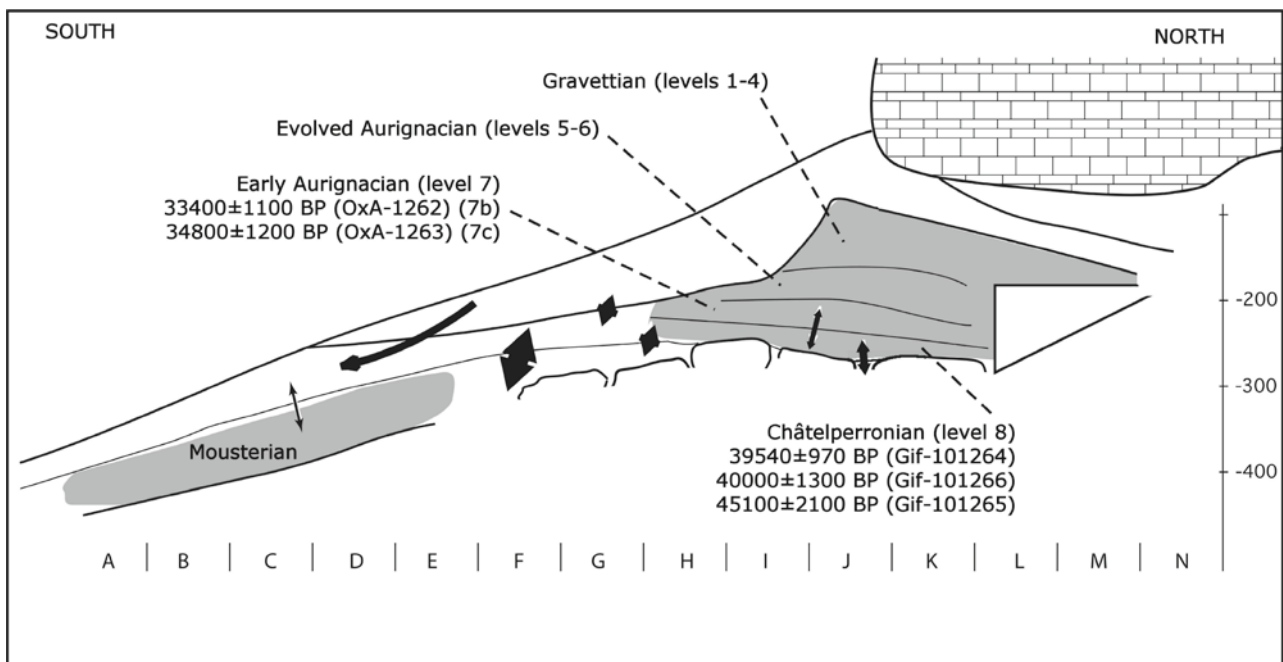 SOUTH
NORTH
Gravettian (levels 1-4)
Evolved Aurignacian (levels 5-6)
Early Aurignacian (level 7)
33400±1100 BP (OxA-1262) (7b)
34800±1200 BP (OxA-1263) (7c)
-200
-300
-400
Mousterian
Châtelperronian (level 8)
39540±970 BP (Gif-101264)
40000±1300 BP (Gif-101266)
45100±2100 BP (Gif-101265)
A | B | C | D | E | F | G | H | I | J | K | L | M | N |